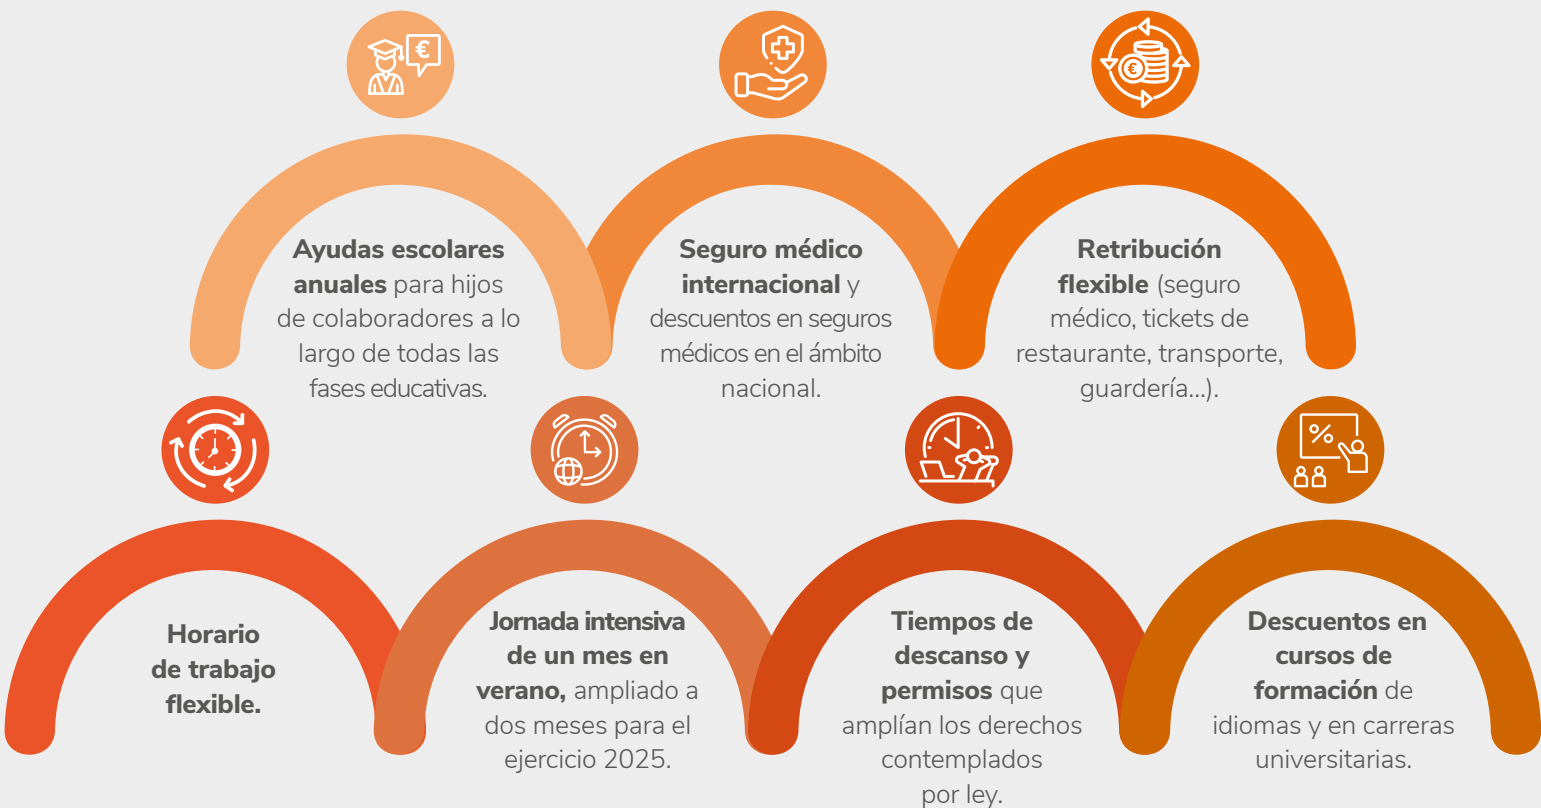 Ayudas escolares
anuales para hijos
de colaboradores a lo
largo de todas las
fases educativas.
Seguro médico
internacional y
descuentos en seguros
médicos en el ámbito
nacional.
Retribución
flexible (seguro
médico, tickets de
restaurante, transporte,
guardería...).
Horario
de trabajo
flexible.
Jornada intensiva
de un mes en
verano, ampliado a
dos meses para el
ejercicio 2025.
Tiempos de
descanso y
permisos que
amplían los derechos
contemplados
por ley.
Descuentos en
cursos de
formación de
idiomas y en carreras
universitarias.